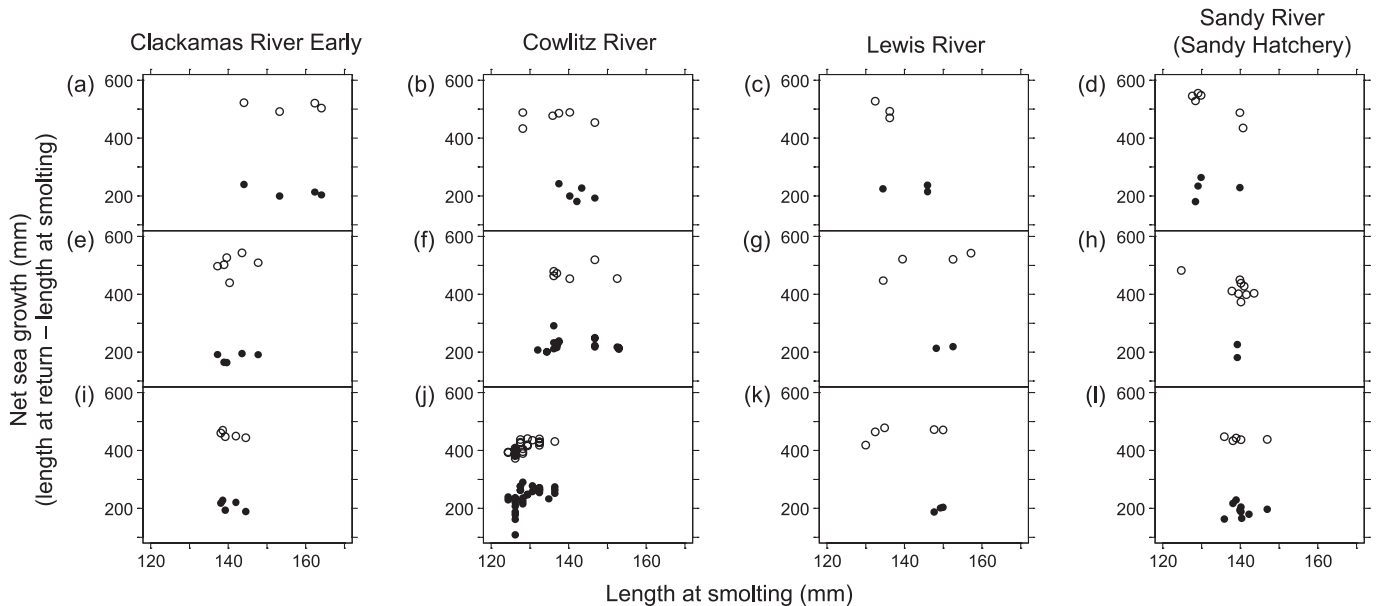 Clackamas River Early
Cowlitz River
Lewis River
Sandy River
(Sandy Hatchery)
(a)
(b)
(c)
(d)
600
400
200
600
400
200
600
400
200
600
400
200
(e)
(f)
(g)
(h)
600
400
200
600
400
200
600
400
200
600
400
200
(i)
(j)
(k)
(l)
600
400
200
600
400
200
600
400
200
600
400
200
120 140 160
120 140 160
120 140 160
120 140 160
Net sea growth (mm)
(length at return – length at smolting)
Length at smolting (mm)